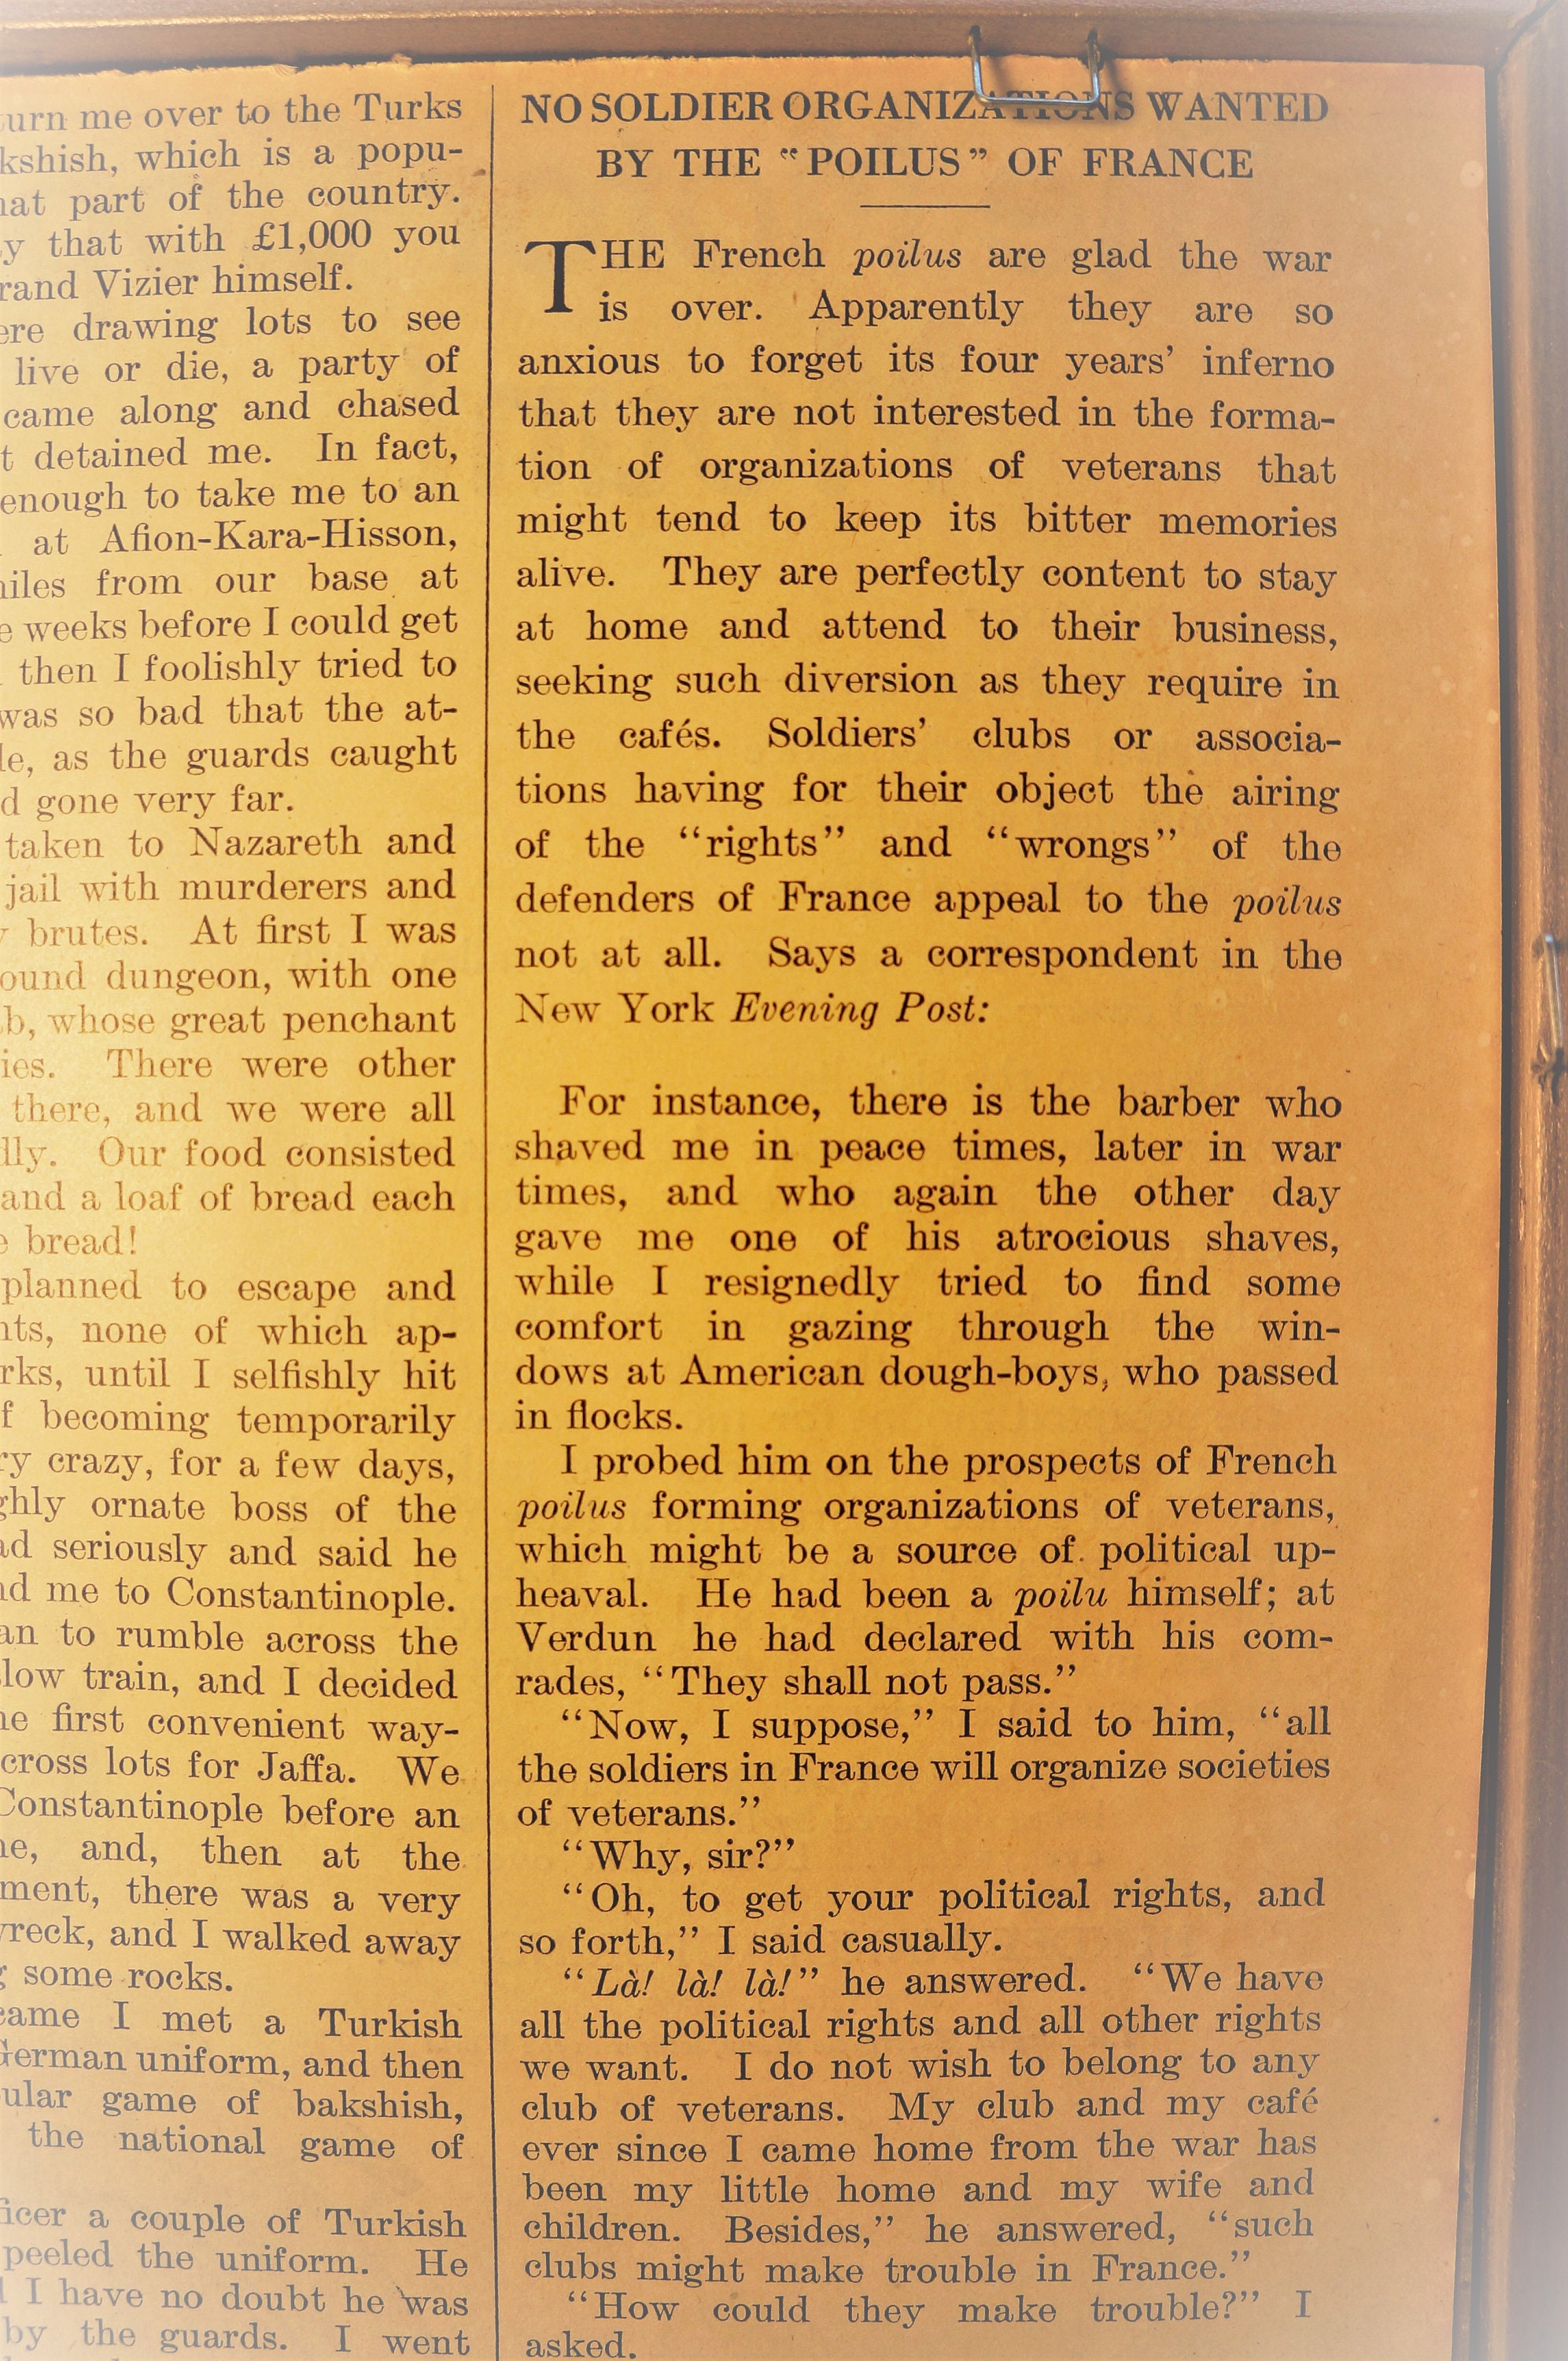 me over to the Turks
which is a popu-
part of the country.
that with £1,000 you
Vizier himself.
drawing lots to see
live or die, a party of
came along and chased
detained me. In fact,
enough to take me to an
at Afion-Kara-Hisson,
from our base at
weeks before I could get
then I foolishly tried to
was so bad that the at-
as the guards caught
gone very far.
taken to Nazareth and
jail with murderers and
brutes. At first I was
dungeon, with one
whose great penchant
There were other
there, and we were all
Our food consisted
and a loaf of bread each
bread!
planned to escape and
none of which ap-
until I selfishly hit
becoming temporarily
crazy, for a few days,
ornate boss of the
seriously and said he
me to Constantinople.
to rumble across the
train, and I decided
first convenient way-
cross lots for Jaffa. We
Constantinople before an
and, then at the
there was a very
and I walked away
some rocks.
I met a Turkish
German uniform, and then
game of bakshish,
the national game of
a couple of Turkish
peeled the uniform. He
I have no doubt he was
by the guards. I went
NO SOLDIER ORGANIZATIONS WANTED
BY THE "POILUS" OF FRANCE
THE French poilus are glad the war
is over. Apparently they are so
anxious to forget its four years' inferno
that they are not interested in the forma-
tion of organizations of veterans that
might tend to keep its bitter memories
alive. They are perfectly content to stay
at home and attend to their business,
seeking such diversion as they require in
the cafés. Soldiers' clubs or associa-
tions having for their object the airing
of the "rights" and "wrongs" of the
defenders of France appeal to the poilus
not at all. Says a correspondent in the
New York Evening Post:
For instance, there is the barber who
shaved me in peace times, later in war
times, and who again the other day
gave me one of his atrocious shaves,
while I resignedly tried to find some
comfort in gazing through the win-
dows at American dough-boys, who passed
in flocks.
I probed him on the prospects of French
poilus forming organizations of veterans,
which might be a source of political up-
heaval. He had been a poilu himself; at
Verdun he had declared with his com-
rades, "They shall not pass."
"Now, I suppose," I said to him, "all
the soldiers in France will organize societies
of veterans."
"Why, sir?"
"Oh, to get your political rights, and
so forth," I said casually.
"Là! là! là!" he answered. "We have
all the political rights and all other rights
we want. I do not wish to belong to any
club of veterans. My club and my café
ever since I came home from the war has
been my little home and my wife and
children. Besides," he answered, "such
clubs might make trouble in France."
"How could they make trouble?" I
asked.